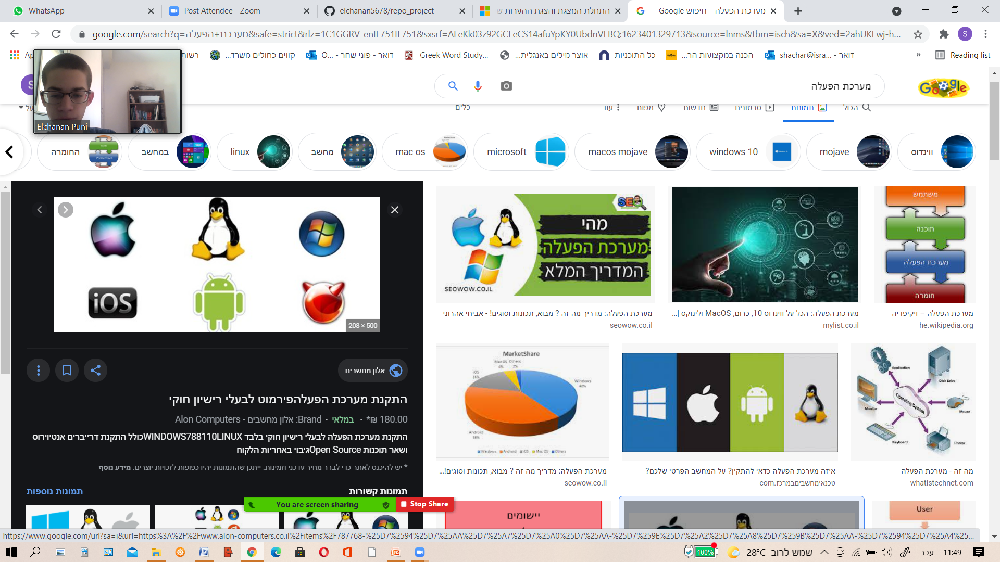 WhatsApp
Post Attendee - Zoom
elchanan5678/repo_project
התחלת המצגת והצגת ההערות ש
מערכת הפעלה – חיפוש Google
google.com/search?q=מערכת+הפעלה&safe=strict&rlz=1C1GGRV_enIL751IL751&sxsrf=ALeKk03z92GCFeCS14afuYpKY0UbdnVLBQ:1623401329713&source=lnms&tbm=isch&sa=X&ved=2ahUKEwj-h...
רשות
קווים כחולים משרד...
דואר - פוני שחר - O...
Greek Word Study...
אוצר מילים באנגלית...
כל התוכניות
הכנה במקצועות הר...
דואר - shachar@isra...
»
Reading list
Elchanan Puni
מערכת הפעלה
Google
הכול
תמונות
סרטונים
חדשות
מפות
עוד
כלים
החומרה
במחשב
linux
מחשב
mac os
microsoft
macos mojave
windows 10
mojave
ווינדוס
iOS
208 × 500
אלון מחשבים
התקנת מערכת הפעלהפירמוט לבעלי רישיון חוקי
180.00 ₪* · במלאי · Brand: אלון מחשבים - Alon Computers
התקנת מערכת הפעלה לבעלי רישיון חוקי בלבד WINDOWS788110LINUXכולל התקנת דרייברים אנטיוירוס
ושאר תוכנות Open Sourceגיבוי באחריות הלקוח
* יש להיכנס לאתר כדי לברר מחיר עדכני וזמינות. ייתכן שהתמונות יהיו כפופות לזכויות יוצרים. מידע נוסף
תמונות קשורות
תמונות נוספות
SEO
מהי
מערכת הפעלה
המדריך המלא
SEOWOW.CO.IL
משתמש
תוכנה
מערכת הפעלה
חומרה
מערכת הפעלה – ויקיפדיה
he.wikipedia.org
מערכת הפעלה: הכל על ווינדוס 10, כרום, MacOS ולינוקס |...
mylist.co.il
מערכת הפעלה: מדריך מה זה ? מבוא, תכונות וסוגים! - אביחי אהרוני
seowow.co.il
MarketShare
Mac OS
4%
Others
2%
iOS
16%
Windows
40%
Android
38%
Windows Android iOS Mac OS Others
Application
Disk Drive
Operating System
Monitor
Mouse
Keyboard
Printer
מה זה - מערכת הפעלה
whatistechnet.com
איזה מערכת הפעלה כדאי להתקין? על המחשב הפרטי שלכם?
טכנאימחשביםבמרכז.com
מערכת הפעלה: מדריך מה זה ? מבוא, תכונות וסוגים!...
seowow.co.il
יישומים
User
You are screen sharing
Stop Share
https://www.google.com/url?sa=i&url=https%3A%2F%2Fwww.alon-computers.co.il%2Fitems%2F787768-%25D7%2594%25D7%25AA%25D7%25A7%25D7%25A0%25D7%25AA-%25D7%259E%25D7%25A2%25D7%25A8%25D7%259B%25D7%25AA-%25D7%2594%25D7%25A4%25...
100%
28°C שמש לרוב
עבר
11:49